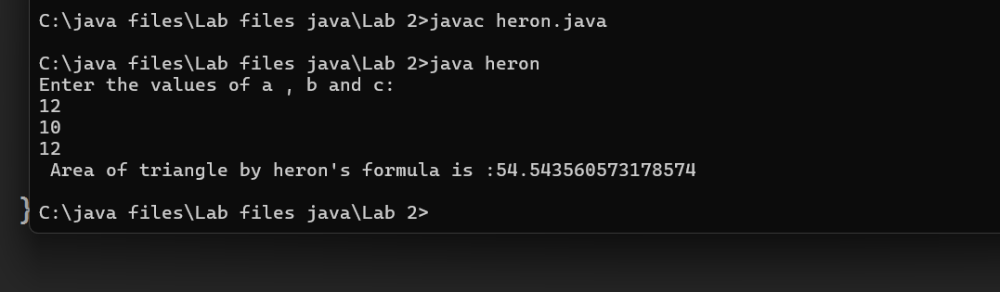 C:\java files\Lab files java\Lab 2>javac heron.java
C:\java files\Lab files java\Lab 2>java heron
Enter the values of a , b and c:
12
10
12
 Area of triangle by heron's formula is :54.543560573178574
}
C:\java files\Lab files java\Lab 2>